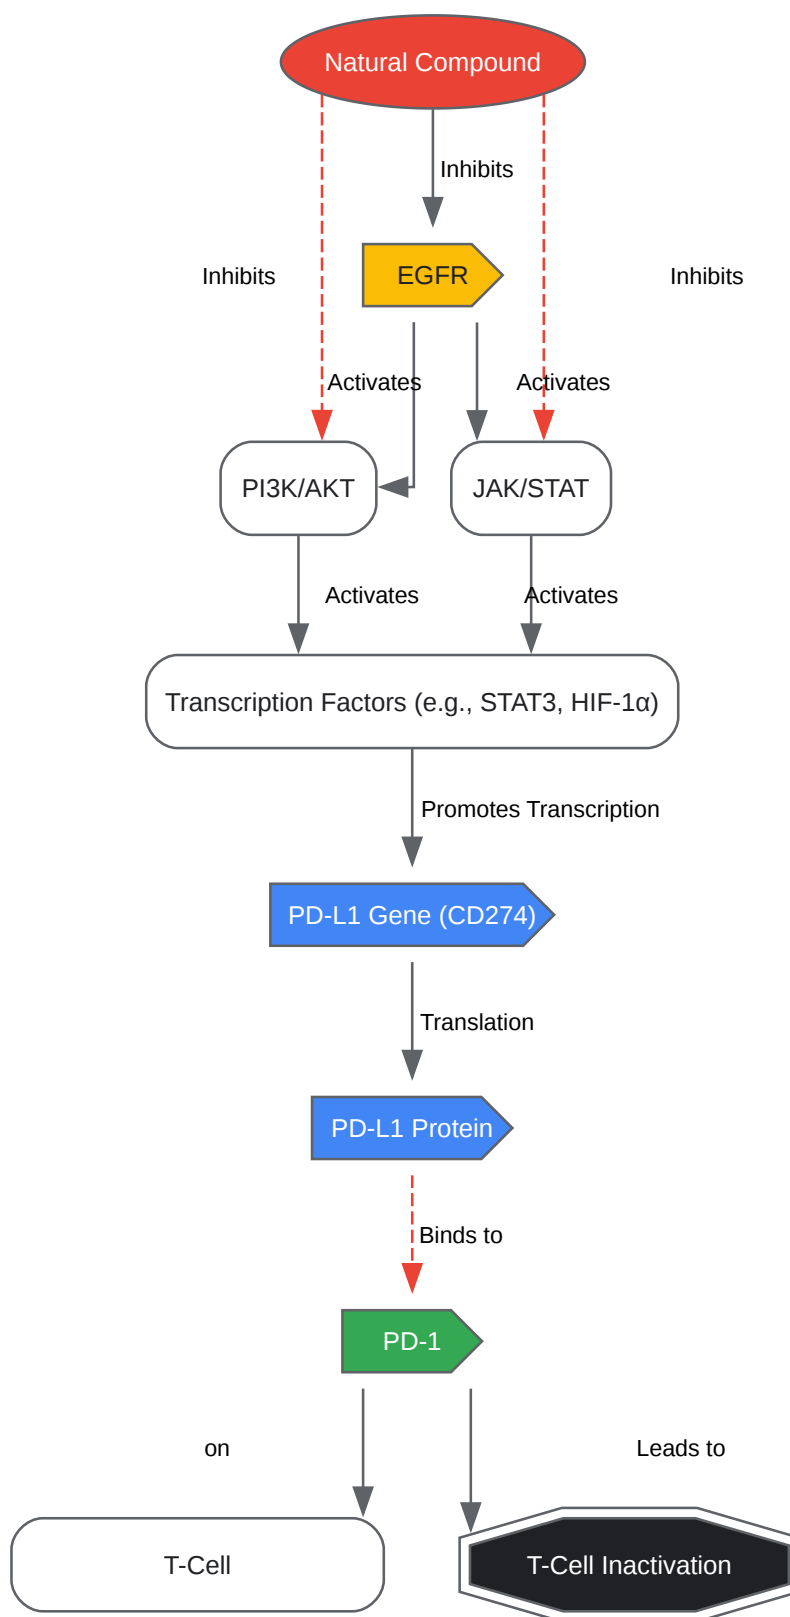 Natural Compound
Inhibits
EGFR
Inhibits
Inhibits
Activates
Activates
PI3K/AKT
JAK/STAT
Activates
Activates
Transcription Factors (e.g., STAT3, HIF-1α)
Promotes Transcription
PD-L1 Gene (CD274)
Translation
PD-L1 Protein
Binds to
PD-1
on
Leads to
T-Cell
T-Cell Inactivation